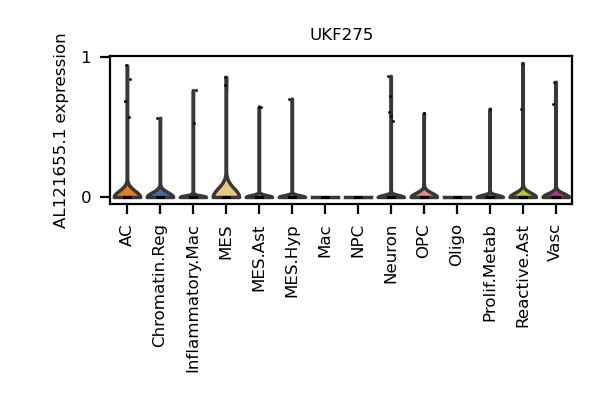 UKF275
AL121655.1 expression
1
0
AC
Chromatin.Reg
Inflammatory.Mac
MES
MES.Ast
MES.Hyp
Mac
NPC
Neuron
OPC
Oligo
Prolif.Metab
Reactive.Ast
Vasc